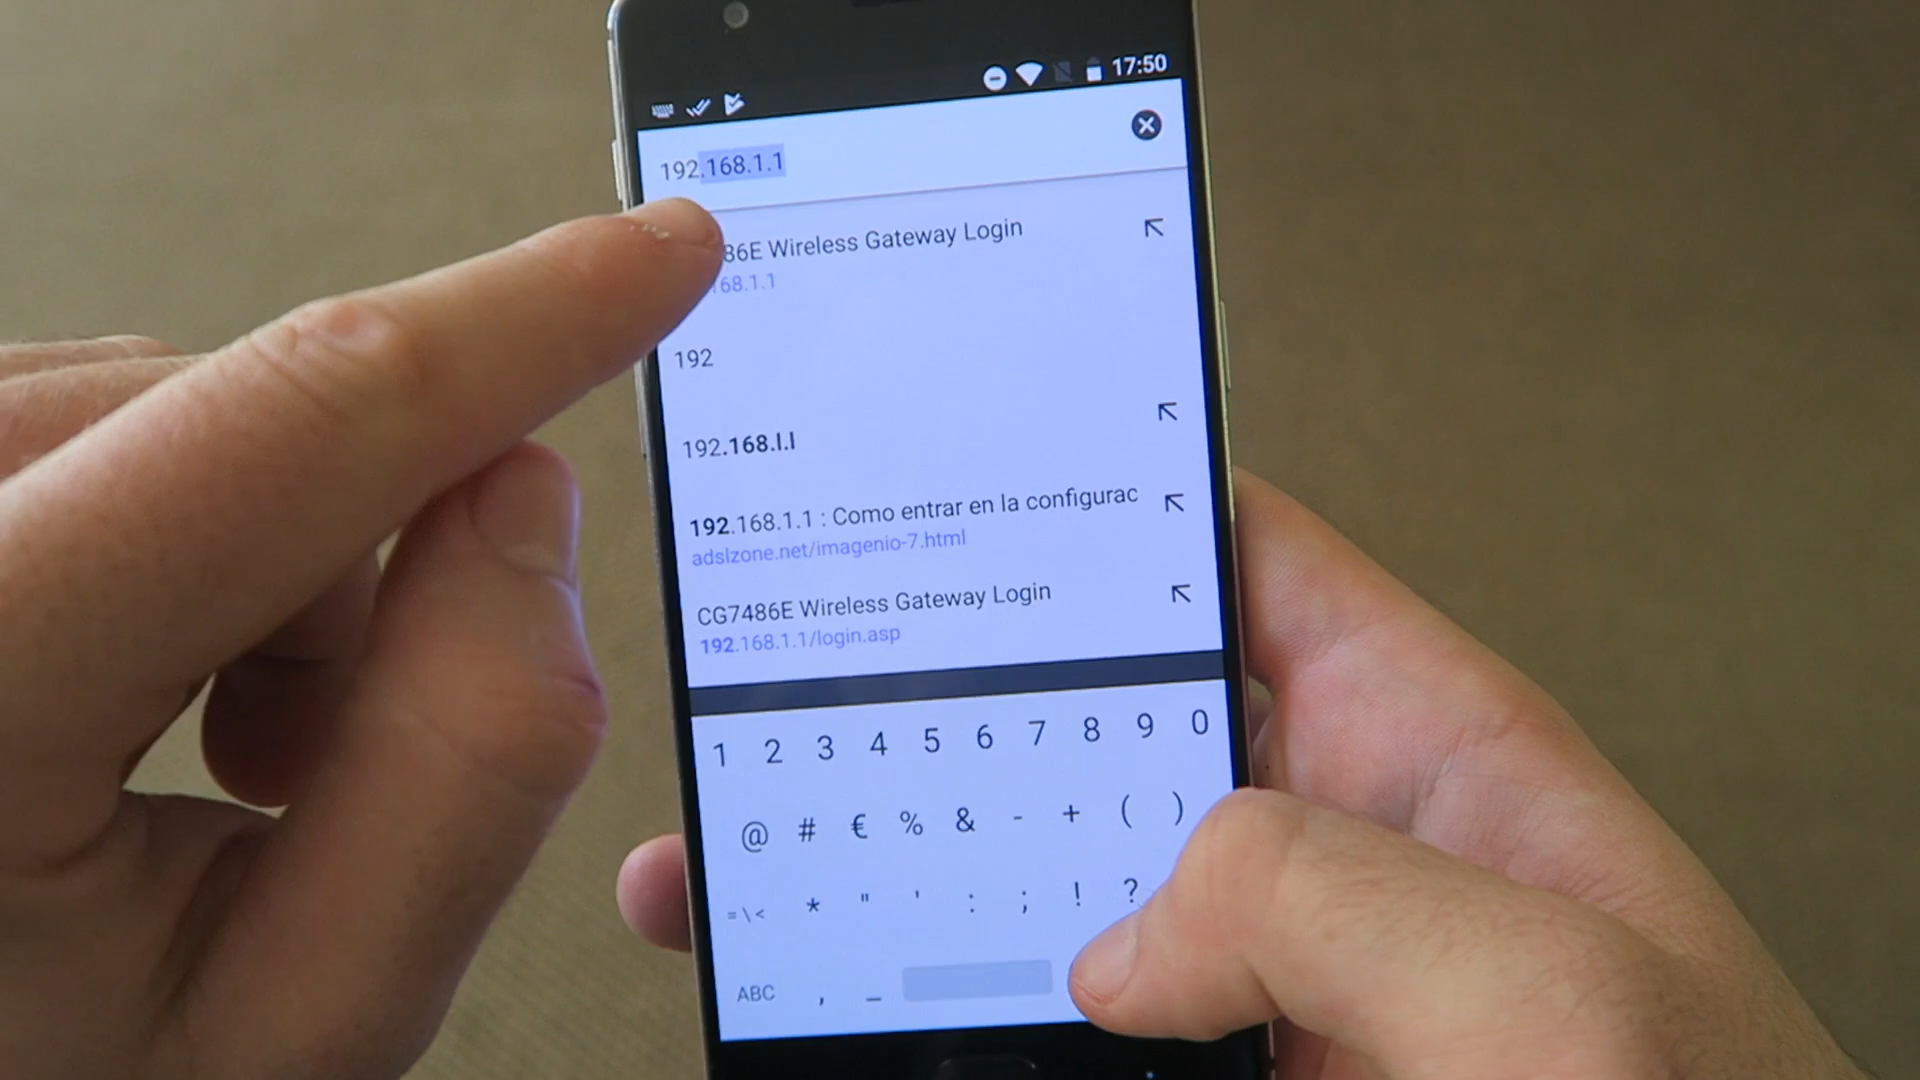 17:50
192.168.1.1
86E Wireless Gateway Login
168.1.1
192
192.168.l.l
192.168.1.1 : Como entrar en la configurac
adslzone.net/imagenio-7.html
CG7486E Wireless Gateway Login
192.168.1.1/login.asp
1 2 3 4 5 6 7 8 9 0
@ # € % & - + ( )
=\< * " ' : ; ! ?
ABC , _